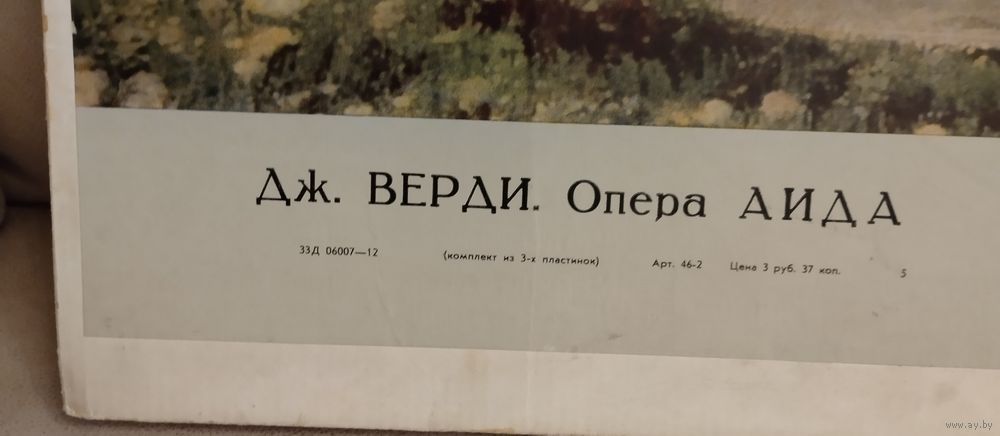 Дж. ВЕРДИ. Опера АИДА
33Д 06007—12 (комплект из 3-х пластинок) Арт. 46-2 Цена 3 руб. 37 коп. 5
www.ay.by